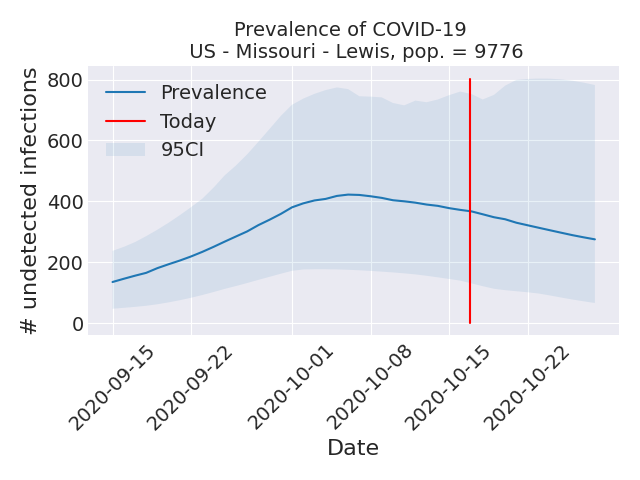 Prevalence of COVID-19
US - Missouri - Lewis, pop. = 9776
# undetected infections
800
600
400
200
0
Prevalence
Today
95CI
2020-09-15
2020-09-22
2020-10-01
2020-10-08
2020-10-15
2020-10-22
Date